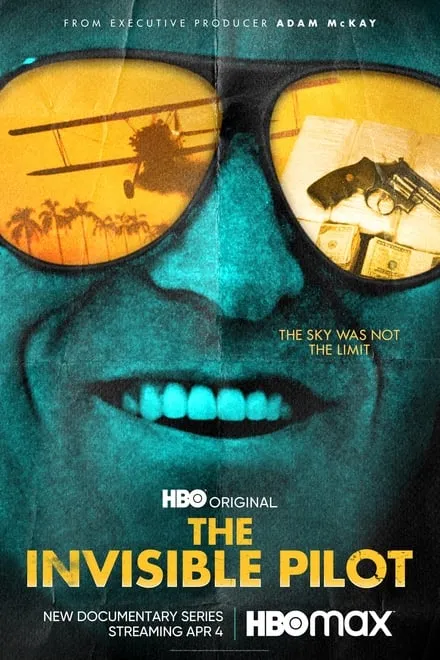 FROM EXECUTIVE PRODUCER ADAM McKAY
THE SKY WAS NOT
THE LIMIT
HBO ORIGINAL
THE
INVISIBLE PILOT
NEW DOCUMENTARY SERIES
STREAMING APR 4
HBOmax